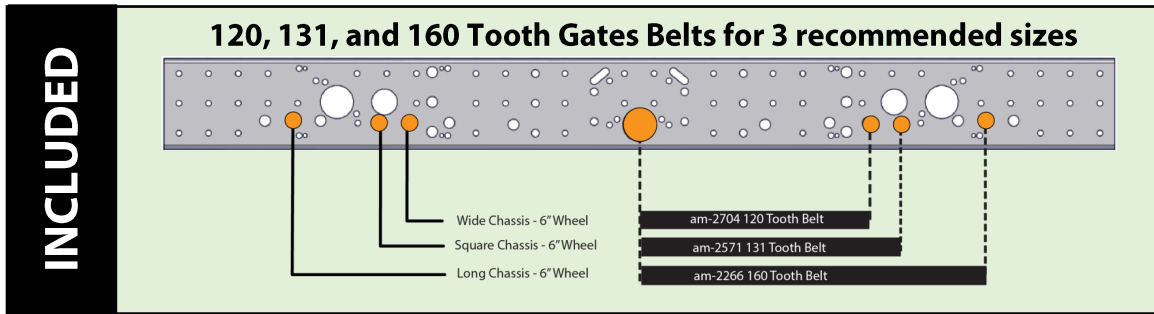 INCLUDED
120, 131, and 160 Tooth Gates Belts for 3 recommended sizes
Wide Chassis - 6” Wheel
am-2704 120 Tooth Belt
Square Chassis - 6” Wheel
am-2571 131 Tooth Belt
Long Chassis - 6” Wheel
am-2266 160 Tooth Belt